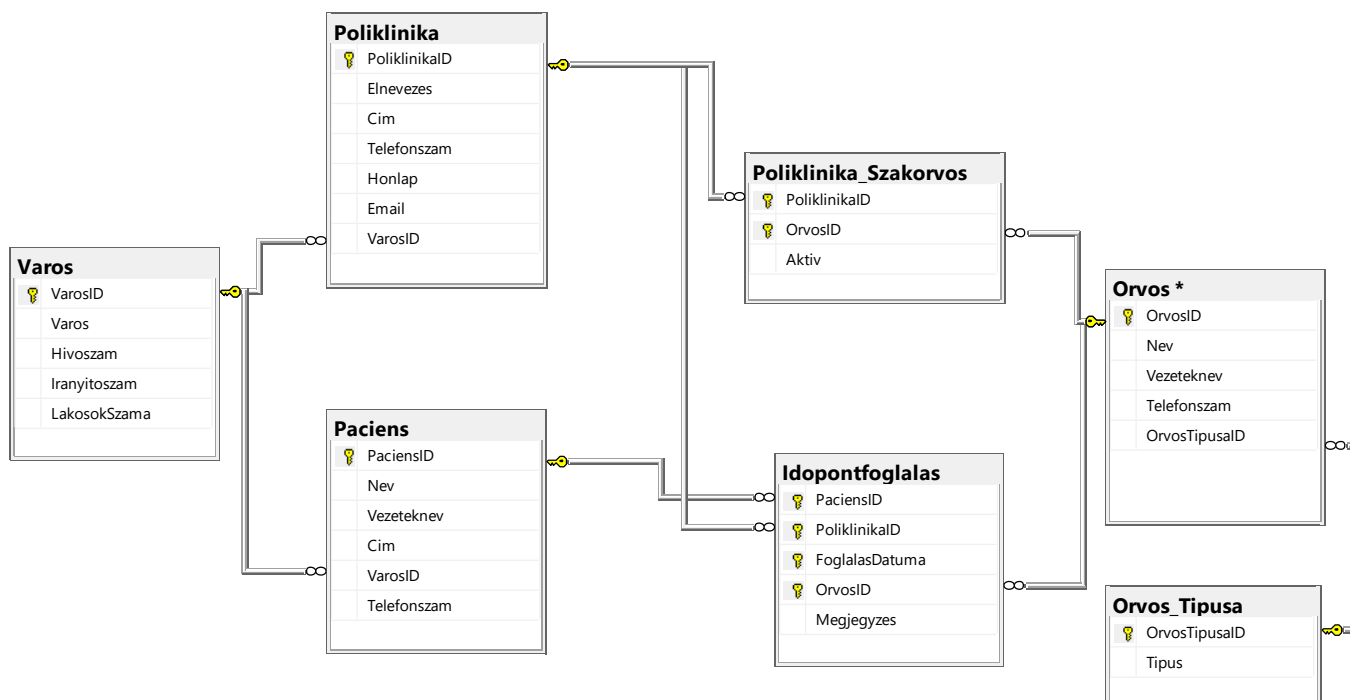 Poliklinika
PoliklinikaID
Elnevezes
Cim
Telefonszam
Honlap
Email
VarosID
Poliklinika_Szakorvos
PoliklinikaID
OrvosID
Aktiv
Varos
VarosID
Varos
Hivoszam
Iranyitoszam
LakosokSzama
Orvos *
OrvosID
Nev
Vezeteknev
Telefonszam
OrvosTipusaID
Paciens
PaciensID
Nev
Vezeteknev
Cim
VarosID
Telefonszam
Idopontfoglalas
PaciensID
PoliklinikaID
FoglalasDatuma
OrvosID
Megjegyzes
Orvos_Tipusa
OrvosTipusaID
Tipus